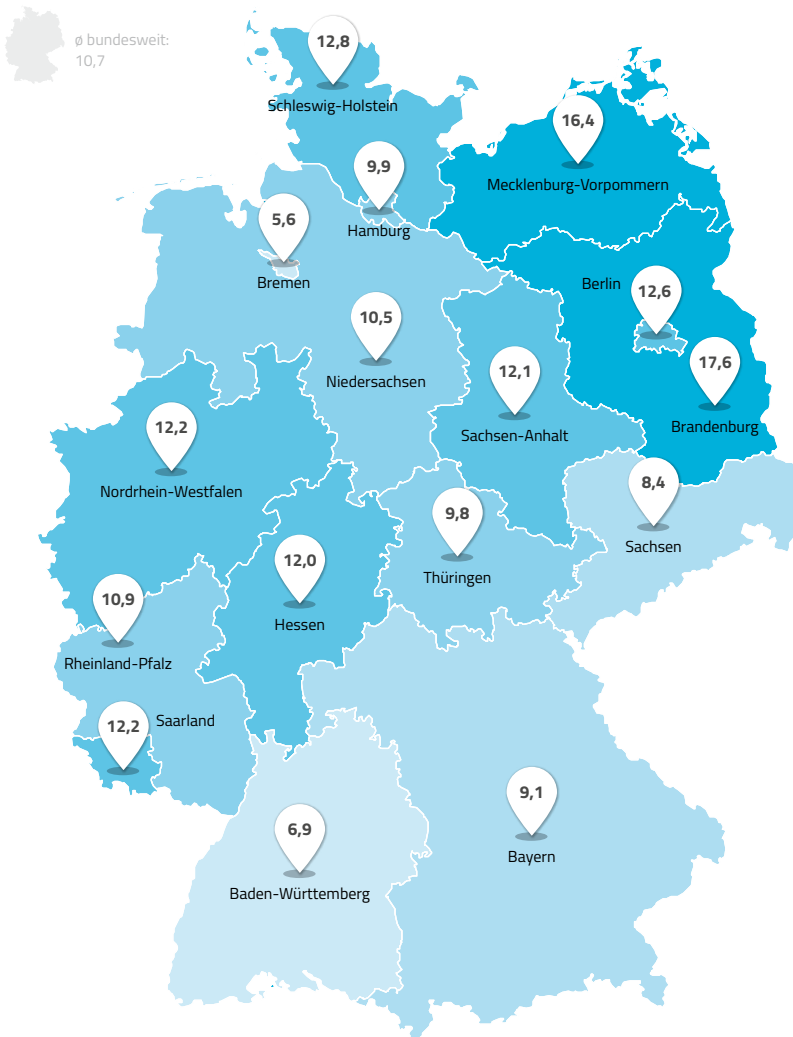 ø bundesweit:
10,7
12,8
Schleswig-Holstein
16,4
Mecklenburg-Vorpommern
9,9
Hamburg
5,6
Bremen
Berlin
12,6
10,5
Niedersachsen
12,1
Sachsen-Anhalt
17,6
Brandenburg
12,2
Nordrhein-Westfalen
8,4
Sachsen
9,8
Thüringen
12,0
Hessen
10,9
Rheinland-Pfalz
Saarland
12,2
9,1
Bayern
6,9
Baden-Württemberg